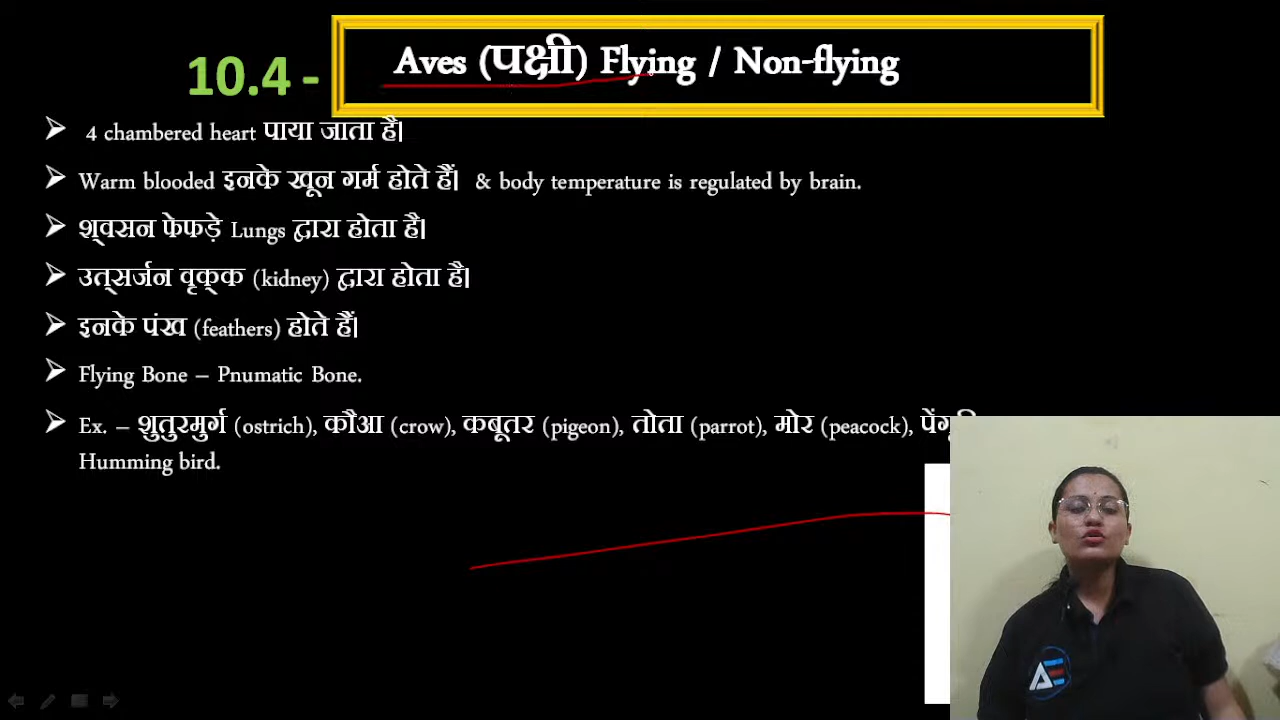 10.4 - Aves (पक्षी) Flying / Non-flying
4 chambered heart पाया जाता है।
Warm blooded इनके खून गर्म होते हैं। & body temperature is regulated by brain.
श्वसन फेफड़े Lungs द्वारा होता है।
उत्सर्जन वृक्क (kidney) द्वारा होता है।
इनके पंख (feathers) होते हैं।
Flying Bone – Pnumatic Bone.
Ex. – शुतुरमुर्ग (ostrich), कौआ (crow), कबूतर (pigeon), तोता (parrot), मोर (peacock),
Humming bird.